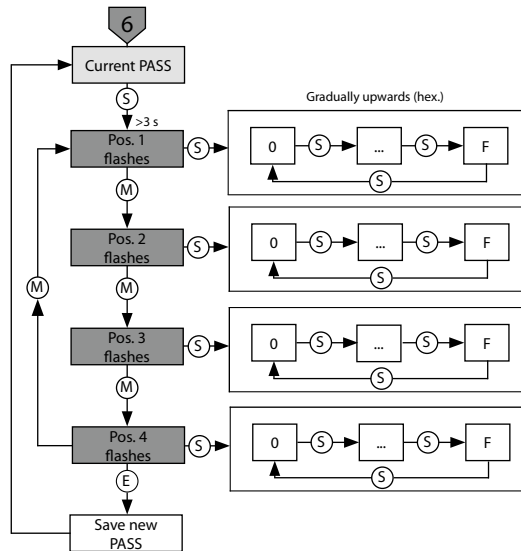 6
Current PASS
S
>3 s
Gradually upwards (hex.)
Pos. 1
flashes
S
0
S
...
S
F
S
M
Pos. 2
flashes
S
0
S
...
S
F
S
M
M
Pos. 3
flashes
S
0
S
...
S
F
S
M
Pos. 4
flashes
S
0
S
...
S
F
S
E
Save new
PASS